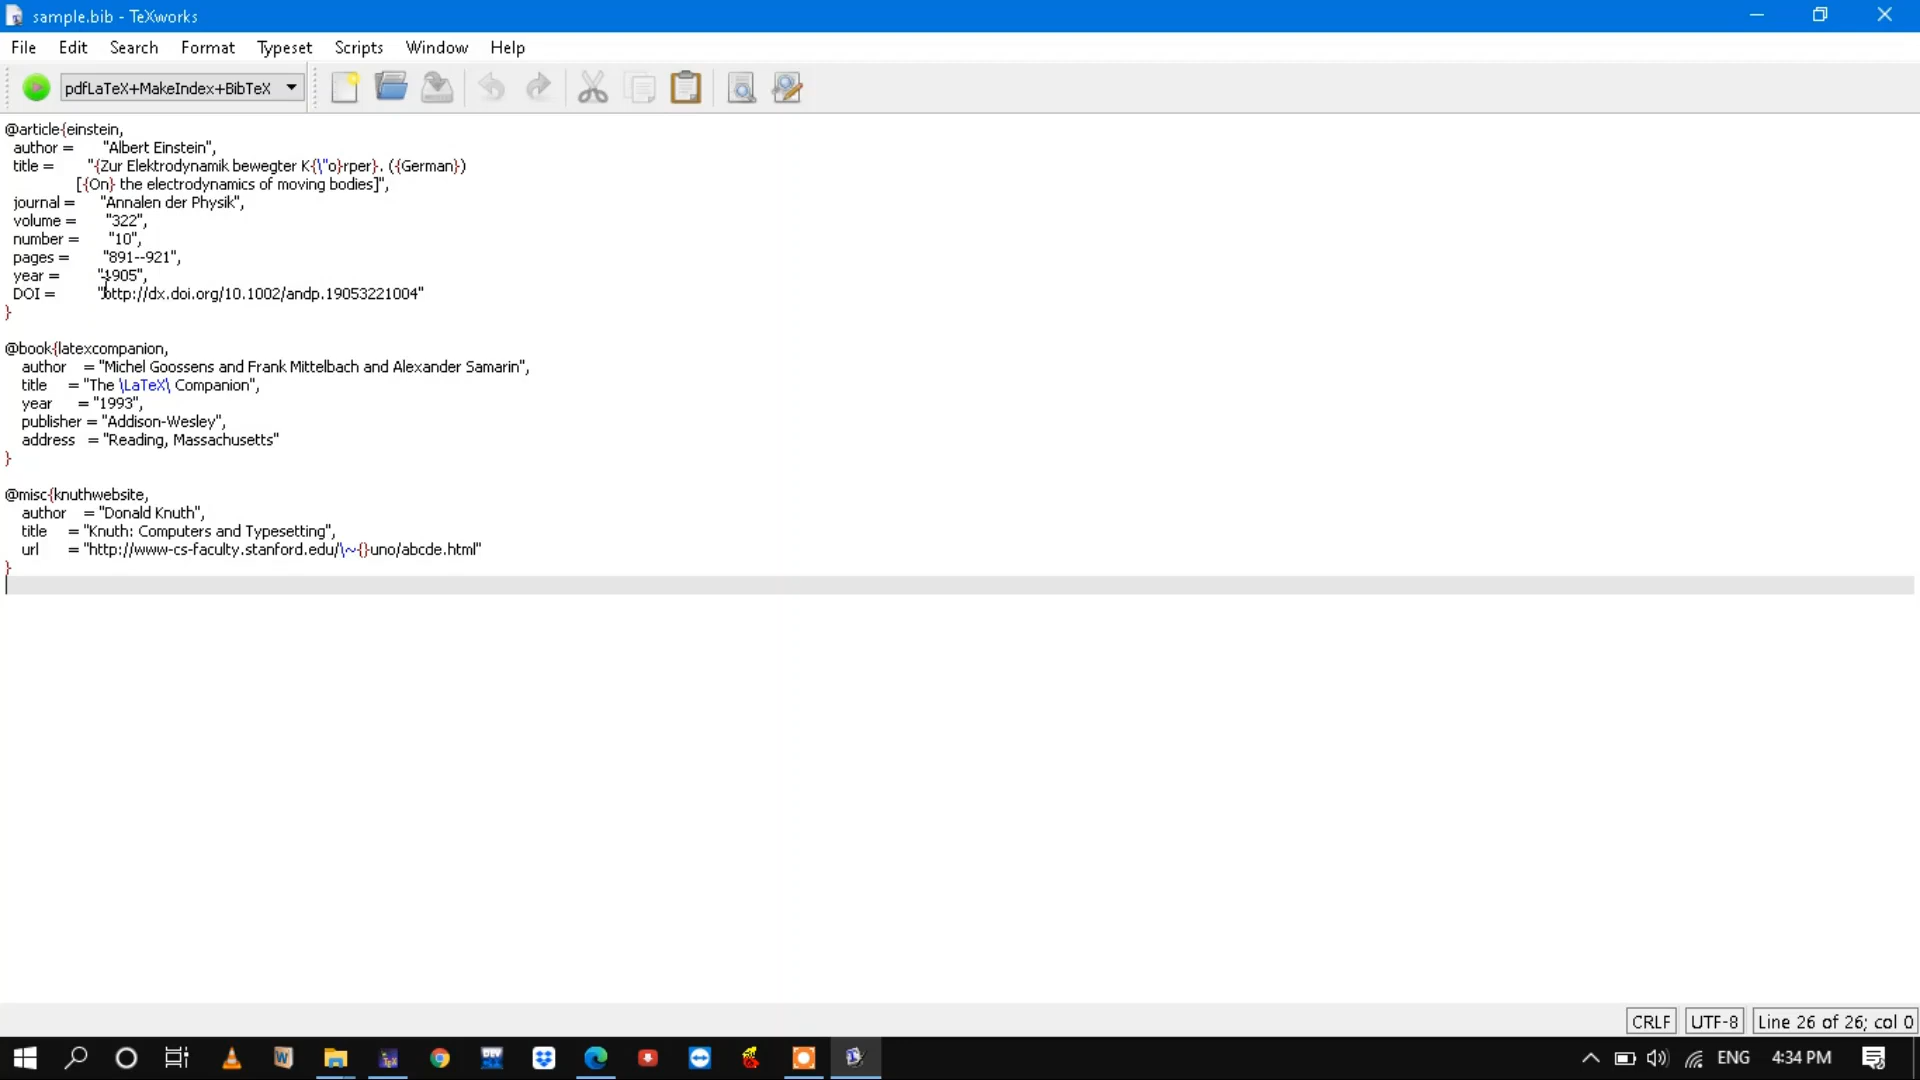 sample.bib - TeXworks
File Edit Search Format Typeset Scripts Window Help
pdfLaTeX+MakeIndex+BibTeX
@article{einstein,
author = "Albert Einstein",
title = "{Zur Elektrodynamik bewegter K{\"o}rper}. ({German})
[{On} the electrodynamics of moving bodies]",
journal = "Annalen der Physik",
volume = "322",
number = "10",
pages = "891--921",
year = "1905",
DOI = "http://dx.doi.org/10.1002/andp.19053221004"
}
@book{latexcompanion,
author = "Michel Goossens and Frank Mittelbach and Alexander Samarin",
title = "The \LaTeX\ Companion",
year = "1993",
publisher = "Addison-Wesley",
address = "Reading, Massachusetts"
}
@misc{knuthwebsite,
author = "Donald Knuth",
title = "Knuth: Computers and Typesetting",
url = "http://www-cs-faculty.stanford.edu/\~{}uno/abcde.html"
}
CRLF UTF-8 Line 26 of 26; col 0
ENG 4:34 PM